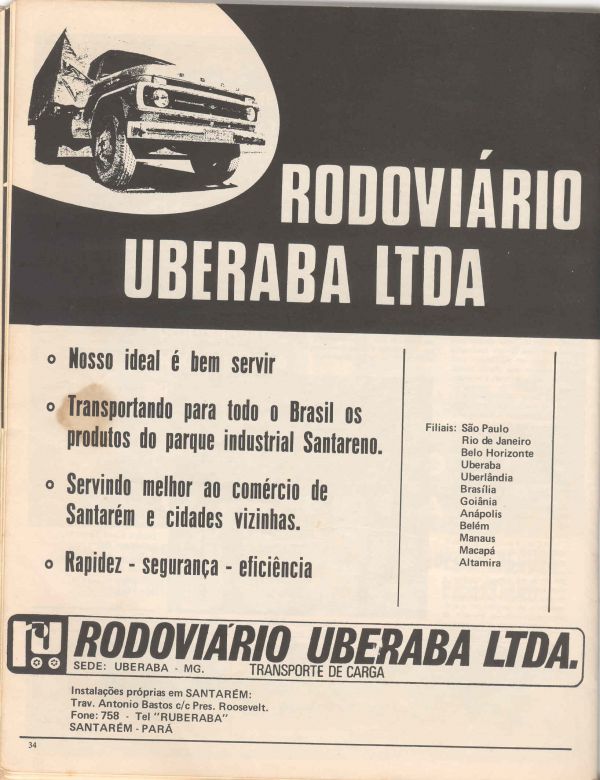 RODOVIÁRIO
UBERABA LTDA
Nosso ideal é bem servir
Transportando para todo o Brasil os
produtos do parque industrial Santareno.
Servindo melhor ao comércio de
Santarém e cidades vizinhas.
Rapidez - segurança - eficiência
Filiais: São Paulo
Rio de Janeiro
Belo Horizonte
Uberaba
Uberlândia
Brasília
Goiânia
Anápolis
Belém
Manaus
Macapá
Altamira
ru RODOVIÁRIO UBERABA LTDA.
SEDE: UBERABA - MG. TRANSPORTE DE CARGA
Instalações próprias em SANTARÉM:
Trav. Antonio Bastos c/c Pres. Roosevelt.
Fone: 758 - Tel "RUBERABA"
SANTARÉM - PARÁ
34